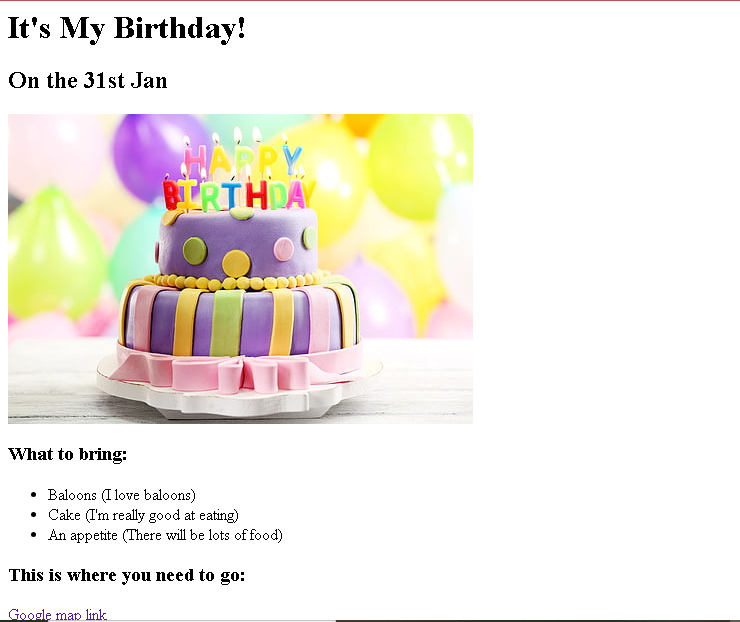 It's My Birthday!
On the 31st Jan
HAPPY
BIRTHDAY
What to bring:
Baloons (I love baloons)
Cake (I'm really good at eating)
An appetite (There will be lots of food)
This is where you need to go:
Google map link